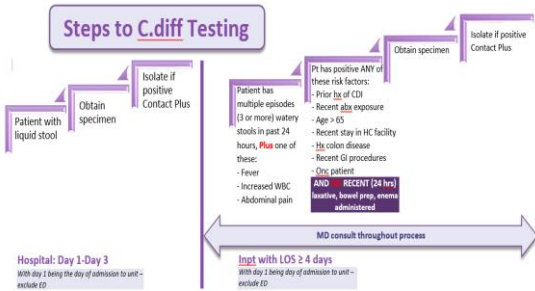 Steps to C.diff Testing
Patient with
liquid stool
Obtain
specimen
Isolate if
positive
Contact Plus
Patient has
multiple episodes
(3 or more) watery
stools in past 24
hours, Plus one of
these:
- Fever
- Increased WBC
- Abdominal pain
Pt has positive ANY of
these risk factors:
- Prior hx of CDI
- Recent abx exposure
- Age > 65
- Recent stay in HC facility
- Hx colon disease
- Recent GI procedures
- Onc patient
AND RECENT (24 hrs)
laxative, bowel prep, enema
administered
Obtain specimen
Isolate if positive
Contact Plus
MD consult throughout process
Hospital: Day 1-Day 3
With day 1 being the day of admission to unit –
exclude ED
Inpt with LOS ≥ 4 days
With day 1 being day of admission to unit –
exclude ED